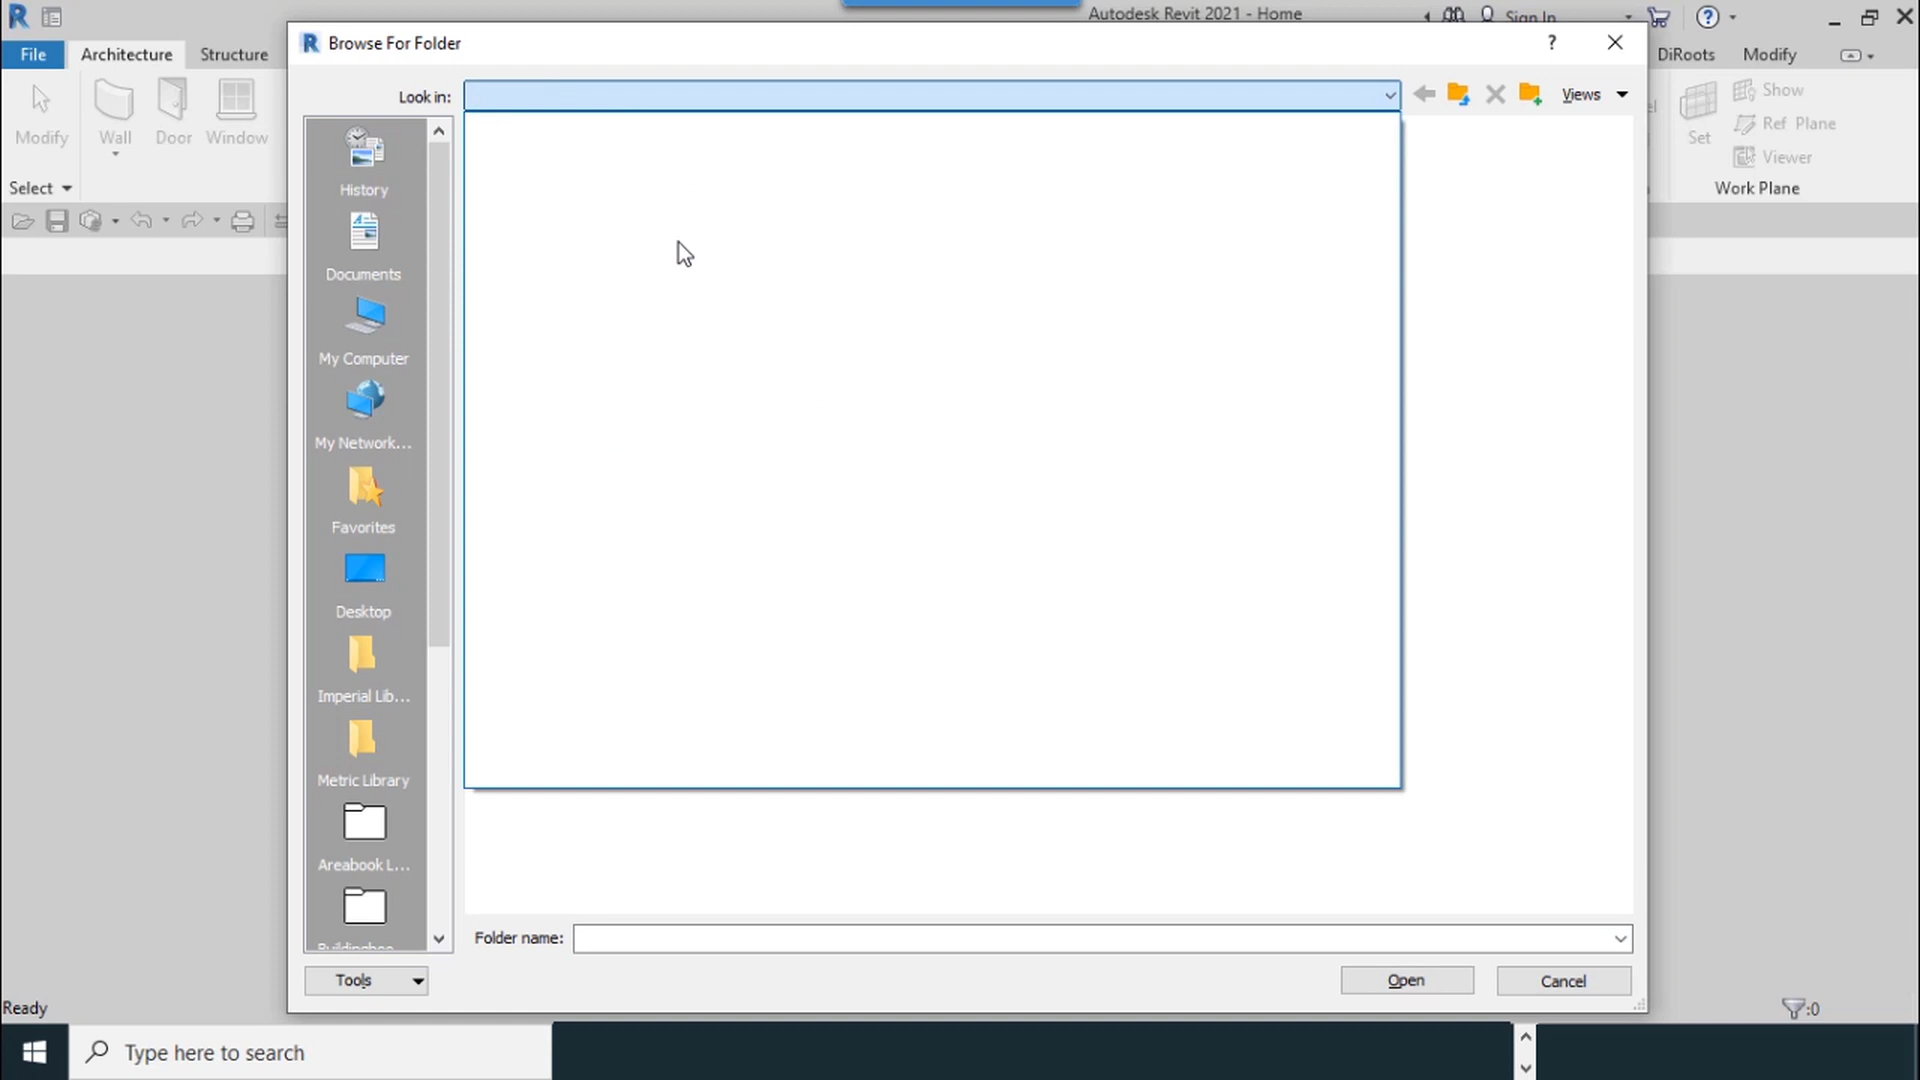 Autodesk Revit 2021 - Home
Sign In
File
Architecture
Structure
DiRoots
Modify
Browse For Folder
Look in:
Views
Modify
Wall
Door
Window
Set
Show
Ref Plane
Viewer
Select
Work Plane
History
Documents
My Computer
My Network...
Favorites
Desktop
Imperial Lib...
Metric Library
Areabook L...
Folder name:
Tools
Open
Cancel
Ready
:0
Type here to search